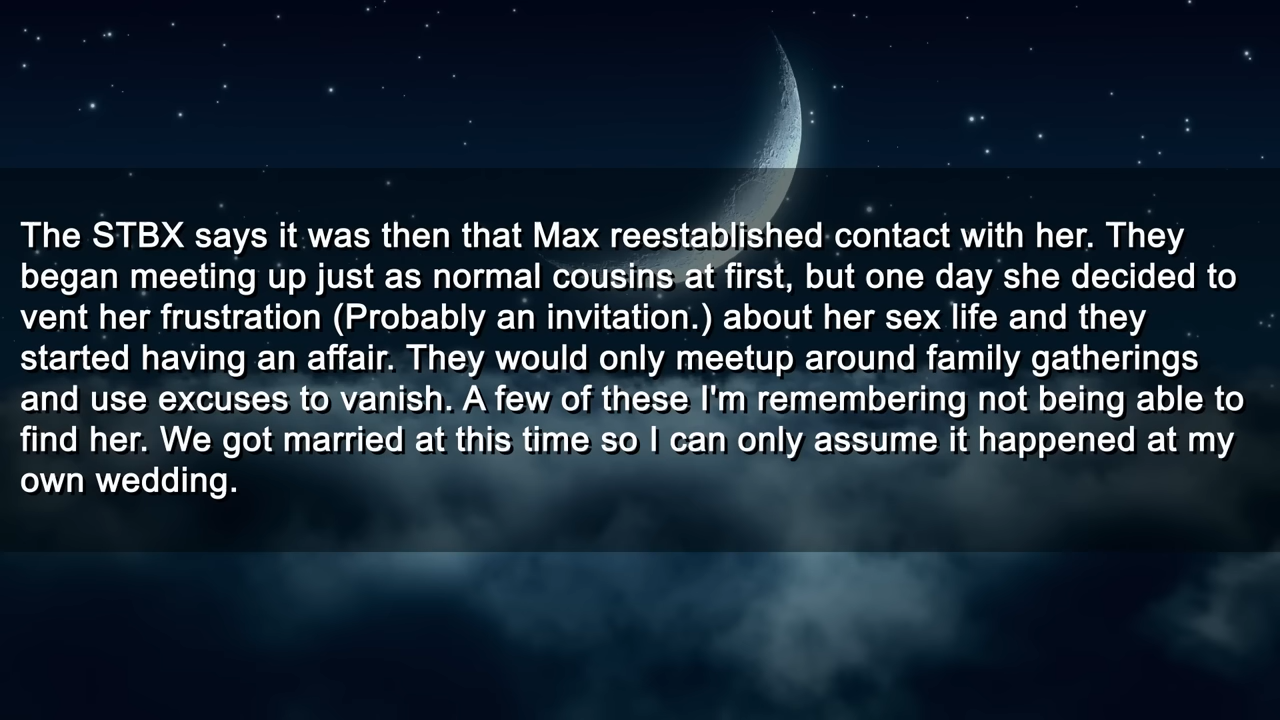 The STBX says it was then that Max reestablished contact with her. They
began meeting up just as normal cousins at first, but one day she decided to
vent her frustration (Probably an invitation.) about her sex life and they
started having an affair. They would only meetup around family gatherings
and use excuses to vanish. A few of these I'm remembering not being able to
find her. We got married at this time so I can only assume it happened at my
own wedding.